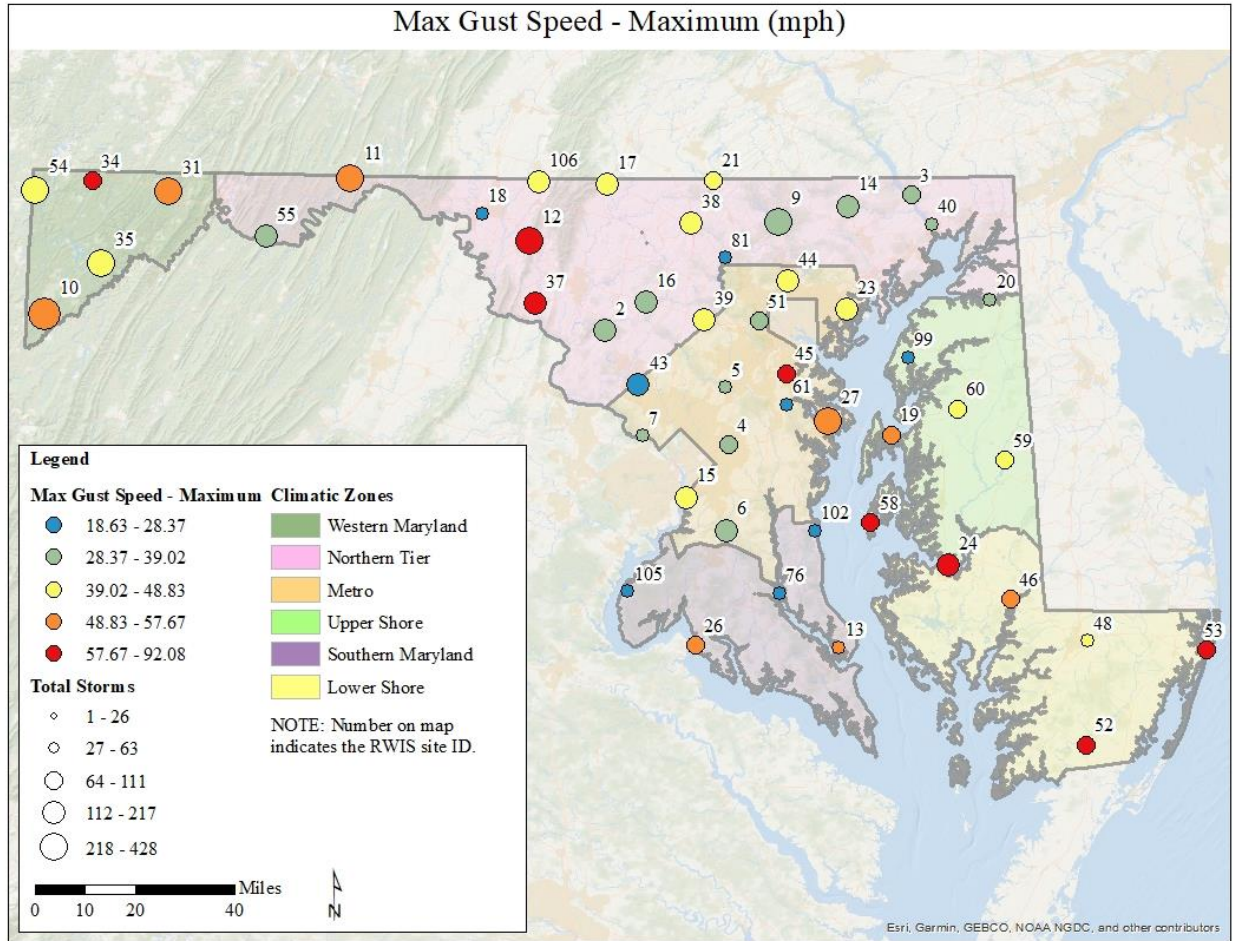 Max Gust Speed - Maximum (mph)
54
34
31
11
106
17
21
3
18
12
38
9
14
40
55
35
10
81
44
37
16
39
51
23
20
2
99
43
5
45
61
27
60
19
7
4
59
15
6
102
58
24
105
76
46
26
13
48
53
52
Legend
Max Gust Speed - Maximum
18.63 - 28.37
28.37 - 39.02
39.02 - 48.83
48.83 - 57.67
57.67 - 92.08
Total Storms
1 - 26
27 - 63
64 - 111
112 - 217
218 - 428
Climatic Zones
Western Maryland
Northern Tier
Metro
Upper Shore
Southern Maryland
Lower Shore
NOTE: Number on map
indicates the RWIS site ID.
Miles
0 10 20 40
N
Esri, Garmin, GEBCO, NOAA NGDC, and other contributors